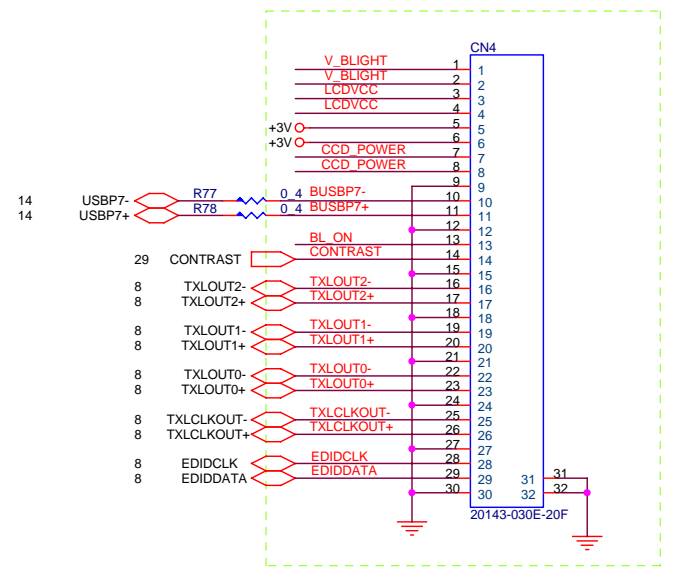 CN4
V_BLIGHT 1 1
V_BLIGHT 2 2
LCDVCC 3 3
LCDVCC 4 4
+3V 5 5
+3V 6 6
CCD_POWER 7 7
CCD_POWER 8 8
9 9
14 USBP7- R77 0_4 BUSBP7- 10 10
14 USBP7+ R78 0_4 BUSBP7+ 11 11
12 12
BL_ON 13 13
29 CONTRAST CONTRAST 14 14
15 15
8 TXLOUT2- TXLOUT2- 16 16
8 TXLOUT2+ TXLOUT2+ 17 17
18 18
8 TXLOUT1- TXLOUT1- 19 19
8 TXLOUT1+ TXLOUT1+ 20 20
21 21
8 TXLOUT0- TXLOUT0- 22 22
8 TXLOUT0+ TXLOUT0+ 23 23
24 24
8 TXLCLKOUT- TXLCLKOUT- 25 25
8 TXLCLKOUT+ TXLCLKOUT+ 26 26
27 27
8 EDIDCLK EDIDCLK 28 28
8 EDIDDATA EDIDDATA 29 29 31 31
30 30 32 32
20143-030E-20F